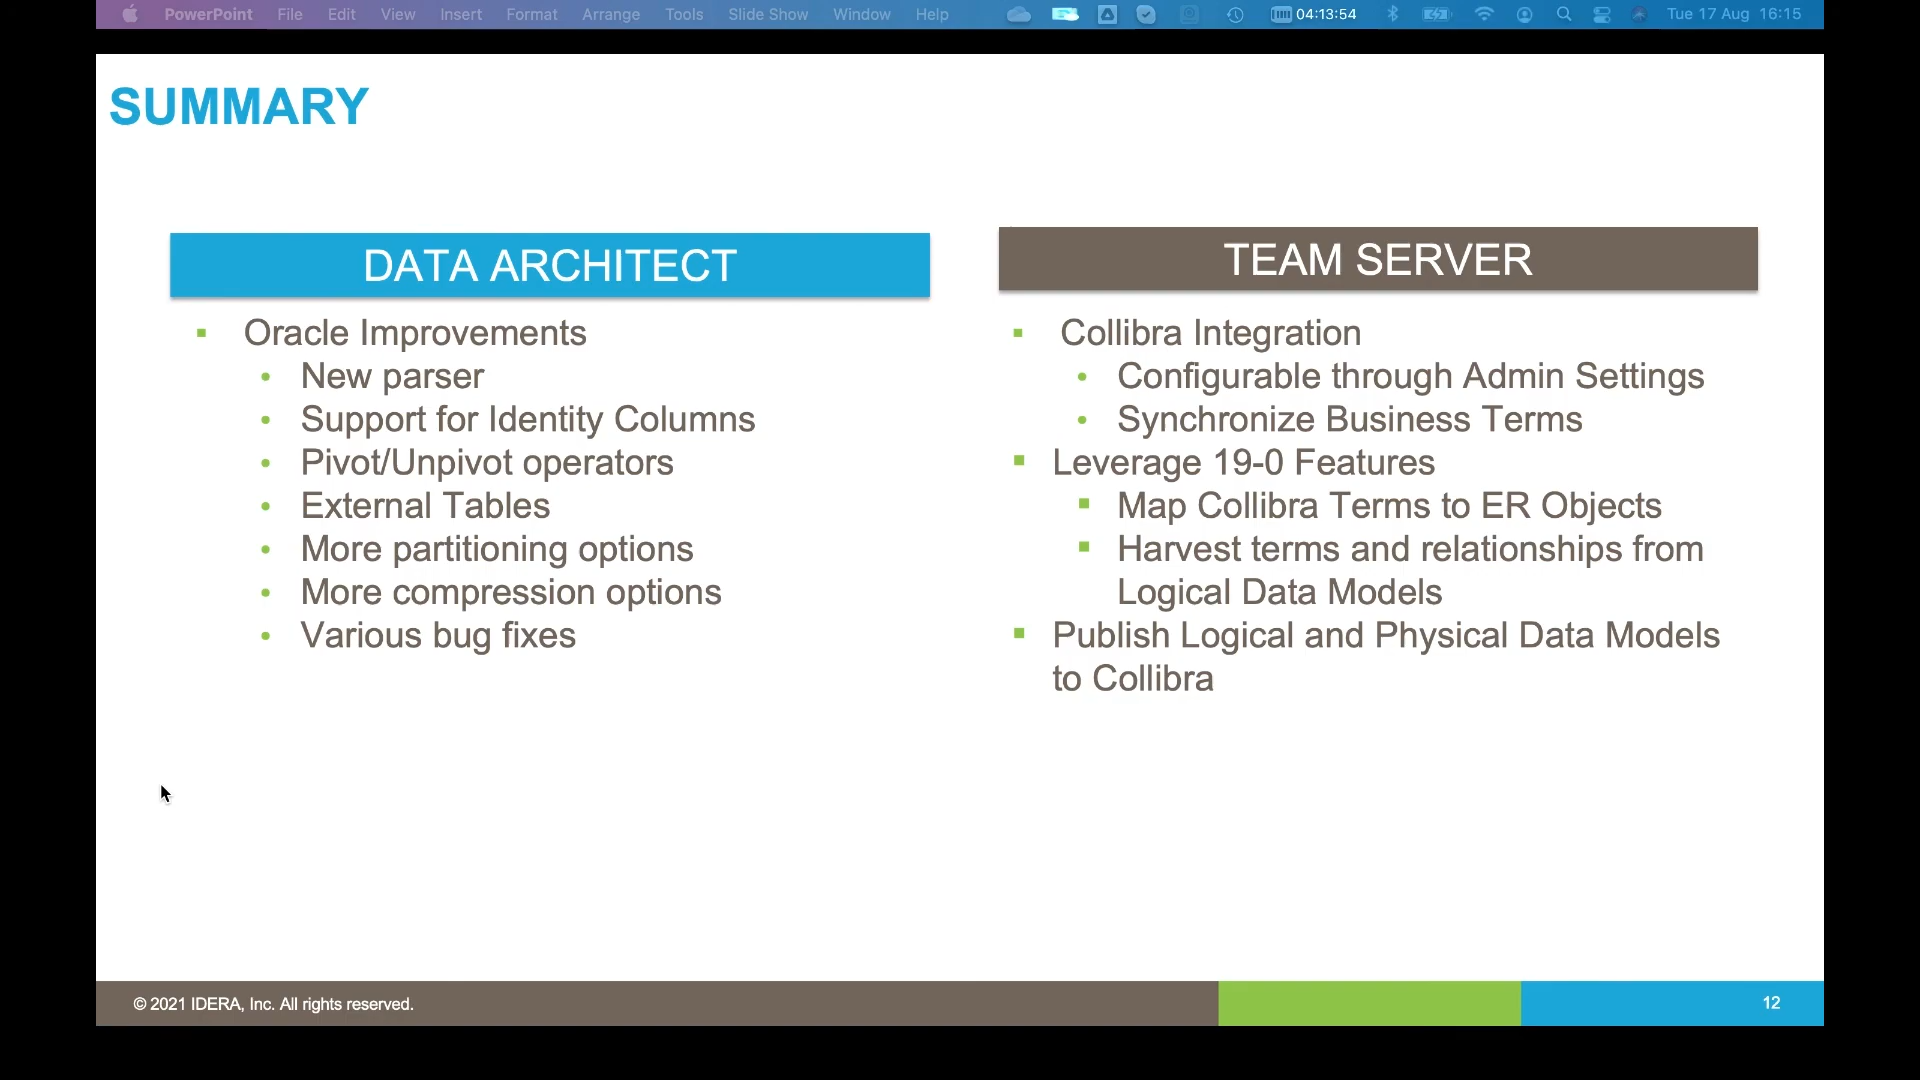 PowerPoint File Edit View Insert Format Arrange Tools Slide Show Window Help 04:13:54 Tue 17 Aug 16:15
SUMMARY
DATA ARCHITECT
Oracle Improvements
New parser
Support for Identity Columns
Pivot/Unpivot operators
External Tables
More partitioning options
More compression options
Various bug fixes
TEAM SERVER
Collibra Integration
Configurable through Admin Settings
Synchronize Business Terms
Leverage 19-0 Features
Map Collibra Terms to ER Objects
Harvest terms and relationships from
Logical Data Models
Publish Logical and Physical Data Models
to Collibra
© 2021 IDERA, Inc. All rights reserved.
12